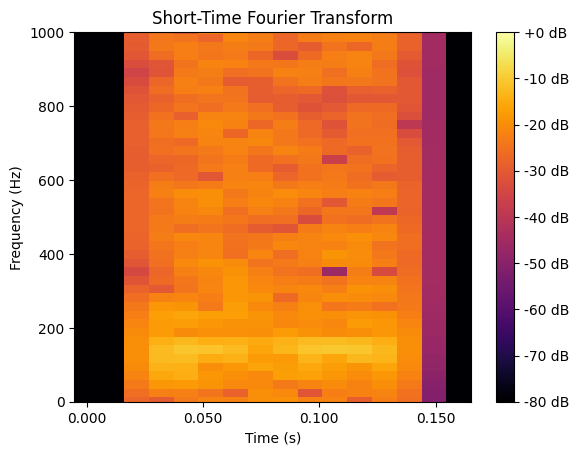 Short-Time Fourier Transform
Frequency (Hz)
1000
800
600
400
200
0
0.000
0.050
0.100
0.150
Time (s)
+0 dB
-10 dB
-20 dB
-30 dB
-40 dB
-50 dB
-60 dB
-70 dB
-80 dB